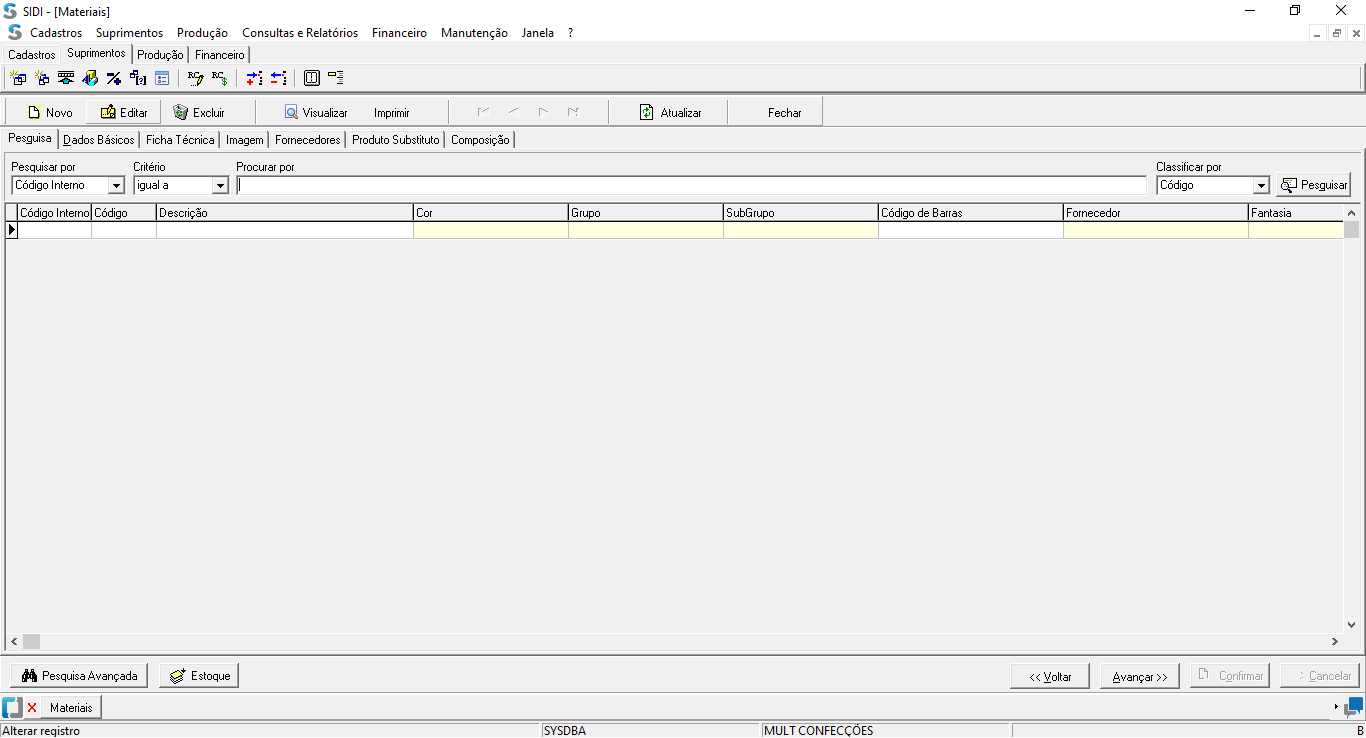 SIDI - [Materiais]
Cadastros Suprimentos Produção Consultas e Relatórios Financeiro Manutenção Janela ?
Cadastros Suprimentos Produção Financeiro
Novo Editar Excluir Visualizar Imprimir Atualizar Fechar
Pesquisa Dados Básicos Ficha Técnica Imagem Fornecedores Produto Substituto Composição
Pesquisar por Critério Procurar por Classificar por
Código Interno igual a Código Pesquisar
Código Interno Código Descrição Cor Grupo SubGrupo Código de Barras Fornecedor Fantasia
Pesquisa Avançada Estoque << Voltar Avançar >> Confirmar Cancelar
Materiais
Alterar registro SYSDBA MULT CONFECÇÕES B